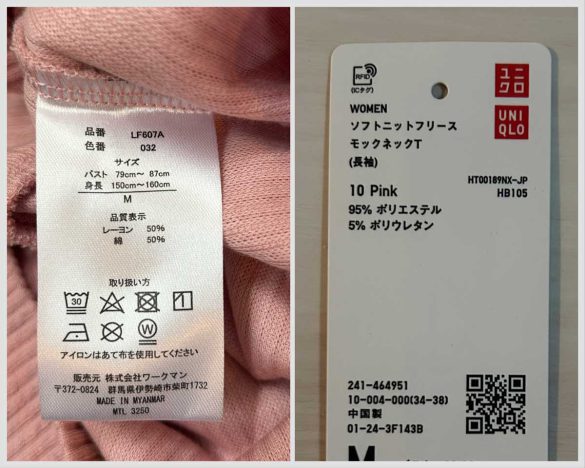 品番 LF607A
色番 032
サイズ
バスト 79cm～ 87cm
身長 150cm～160cm
M
品質表示
レーヨン 50%
綿 50%
取り扱い方
30
1
W
アイロンはあて布を使用してください
販売元 株式会社ワークマン
〒372-0824 群馬県伊勢崎市柴町1732
MADE IN MYANMAR
MTL 3250
RFID
(ICタグ)
ユニクロ
UNIQLO
WOMEN
ソフトニットフリース
モックネックT
(長袖)
HT00189NX-JP
10 Pink HB105
95% ポリエステル
5% ポリウレタン
241-464951
10-004-000(34-38)
中国製
01-24-3F143B
M